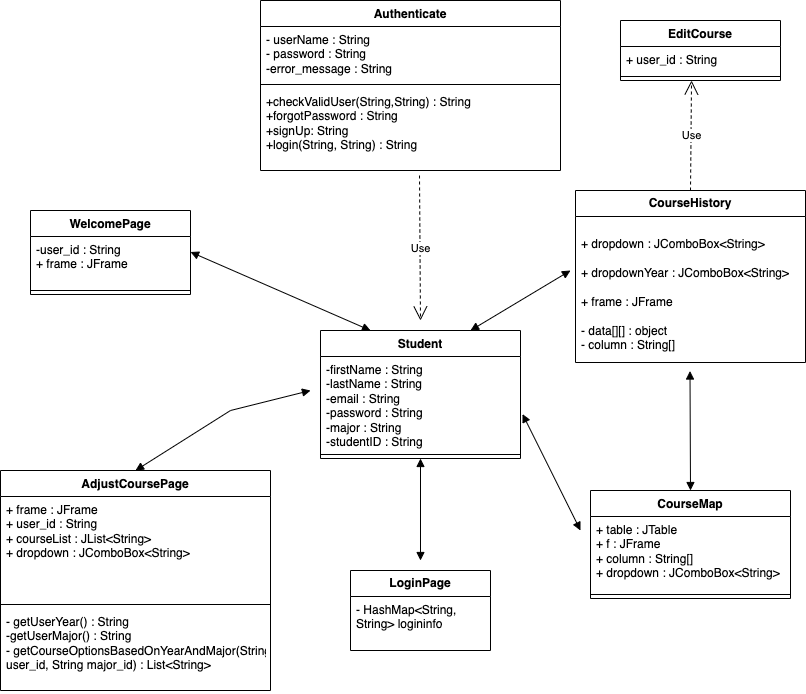 Authenticate
- userName : String
- password : String
-error_message : String
+checkValidUser(String,String) : String
+forgotPassword : String
+signUp: String
+login(String, String) : String
EditCourse
+ user_id : String
Use
CourseHistory
+ dropdown : JComboBox<String>
+ dropdownYear : JComboBox<String>
+ frame : JFrame
- data[][] : object
- column : String[]
WelcomePage
-user_id : String
+ frame : JFrame
Use
Student
-firstName : String
-lastName : String
-email : String
-password : String
-major : String
-studentID : String
AdjustCoursePage
+ frame : JFrame
+ user_id : String
+ courseList : JList<String>
+ dropdown : JComboBox<String>
- getUserYear() : String
-getUserMajor() : String
- getCourseOptionsBasedOnYearAndMajor(String
user_id, String major_id) : List<String>
LoginPage
- HashMap<String,
String> logininfo
CourseMap
+ table : JTable
+ f : JFrame
+ column : String[]
+ dropdown : JComboBox<String>